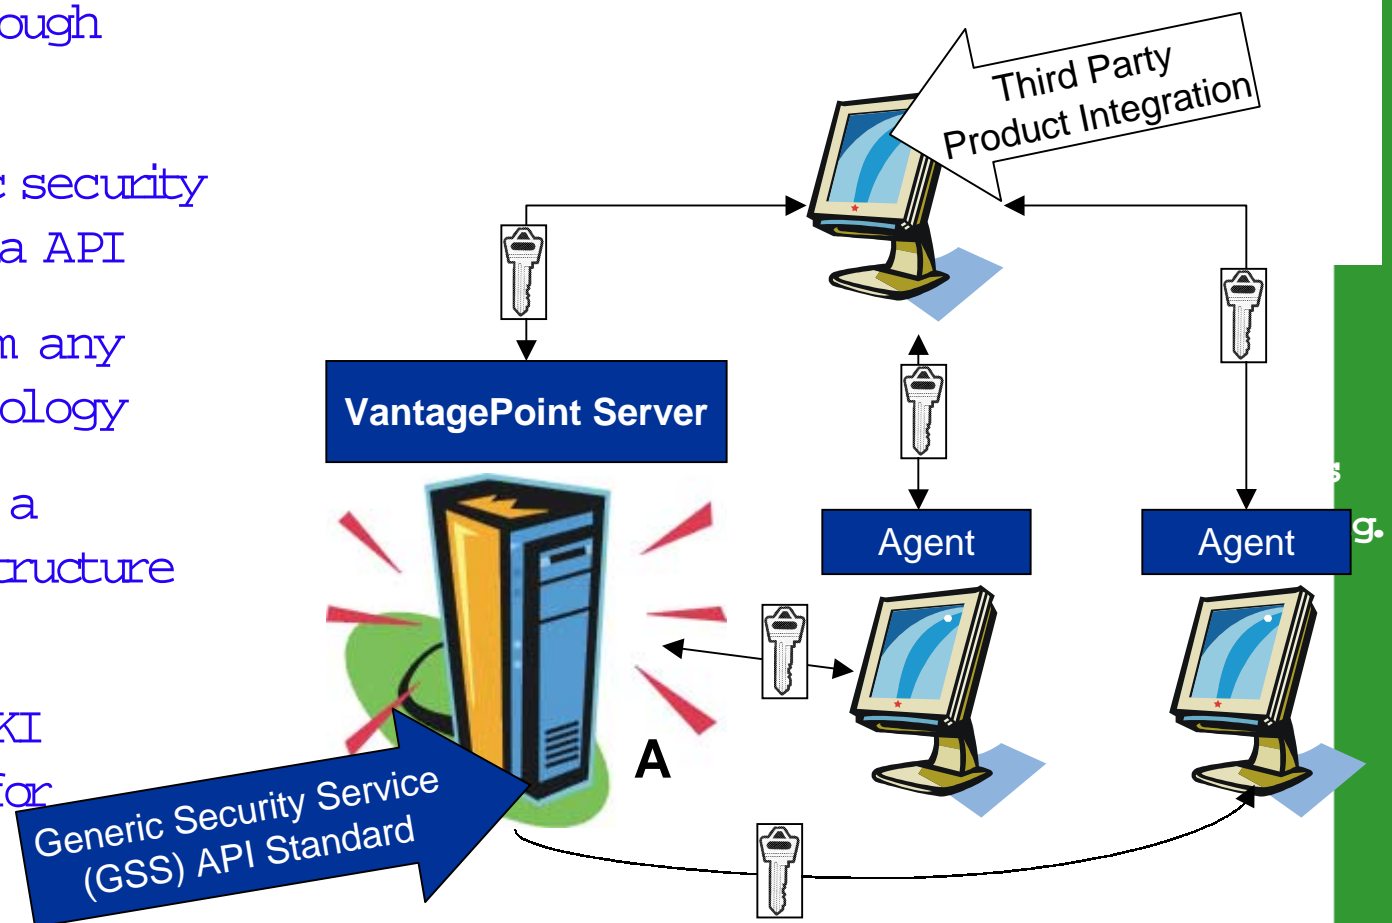 ough
c security
a API
m any
ology
a
tructure
KI
for
Third Party
Product Integration
VantagePoint Server
Agent
Agent
s
g.
A
Generic Security Service
(GSS) API Standard